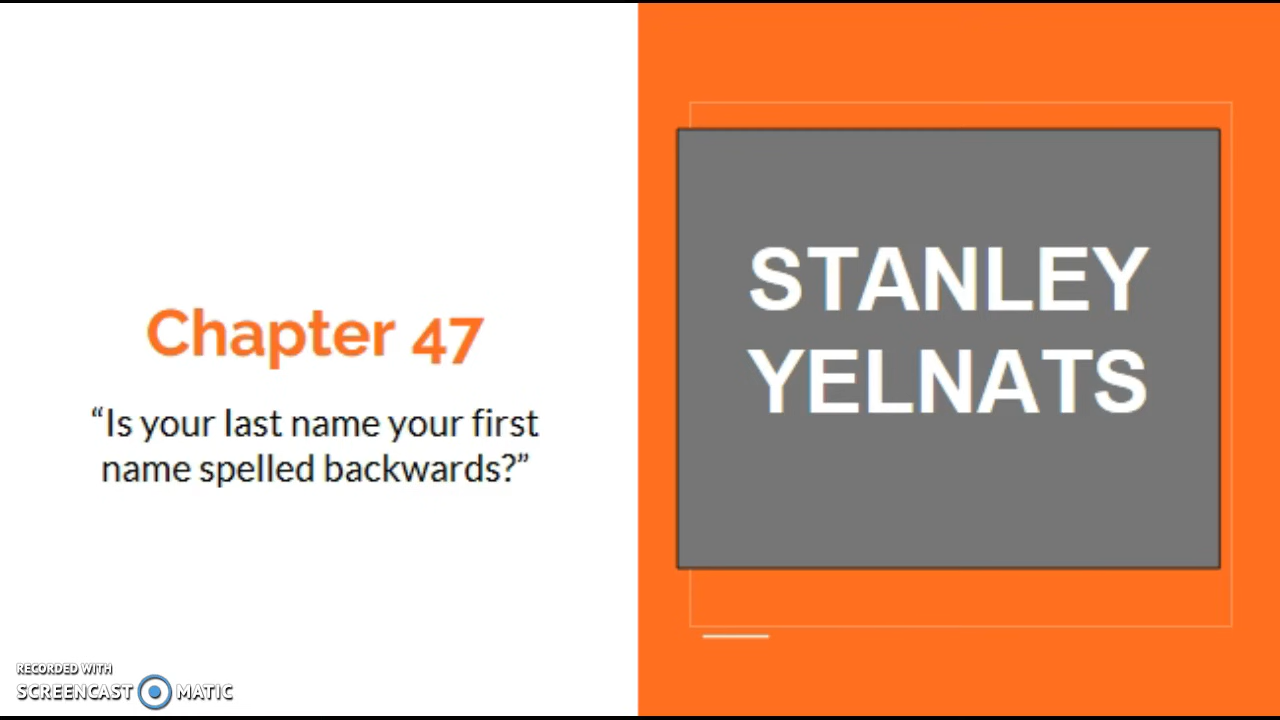 Chapter 47
“Is your last name your first
name spelled backwards?”
STANLEY
YELNATS
RECORDED WITH
SCREENCAST MATIC